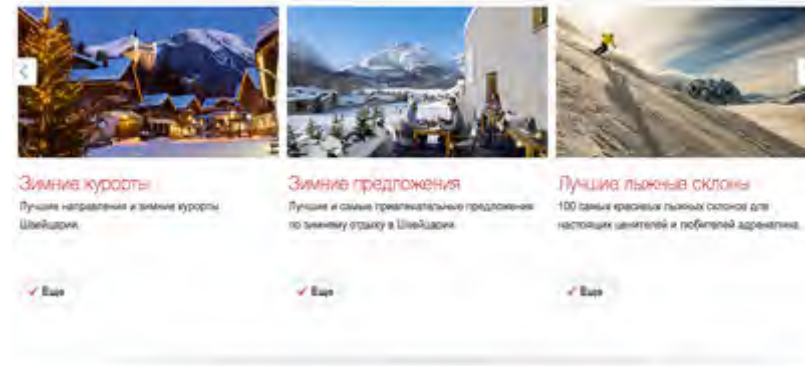 Зимние курорты
Лучшие направления и зимние курорты
Швейцарии.
Еще
Зимние предложения
Лучшие и самые привлекательные предложения
по зимнему отдыху в Швейцарии.
Еще
Лучшие лыжные склоны
100 самых красивых лыжных склонов для
настоящих ценителей и любителей адреналина.
Еще